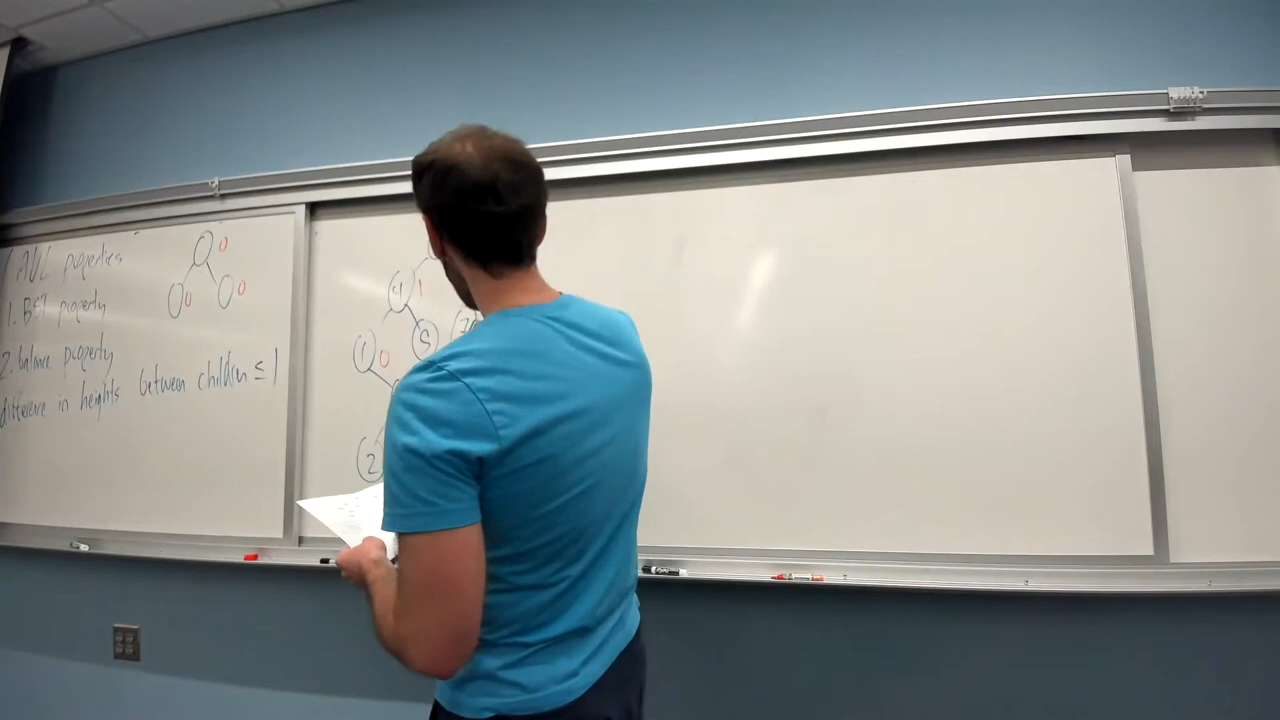 AVL properties
1. BST property
2. balance property
difference in heights between children ≤ 1
0
0 0
4 1
1 0 5
2